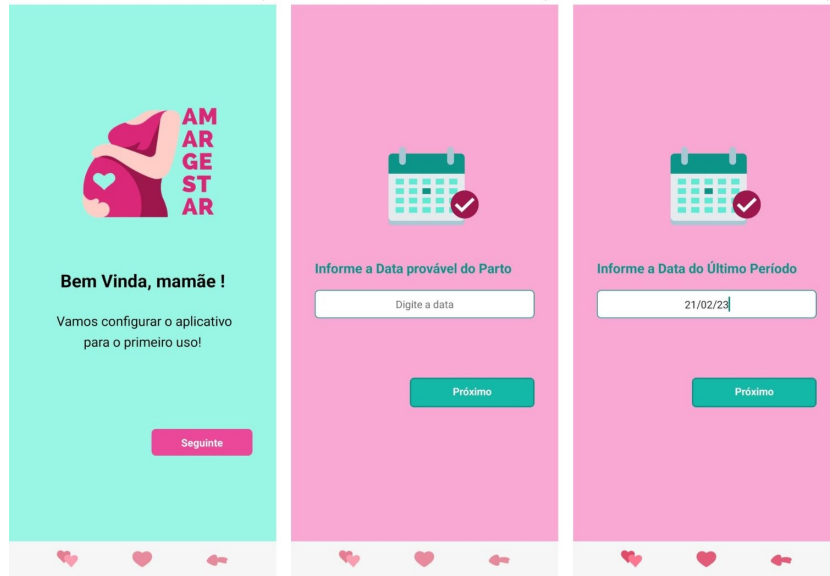 AM
AR
GE
ST
AR
Bem Vinda, mamãe !
Vamos configurar o aplicativo
para o primeiro uso!
Seguinte
Informe a Data provável do Parto
Digite a data
Próximo
Informe a Data do Último Período
21/02/23
Próximo